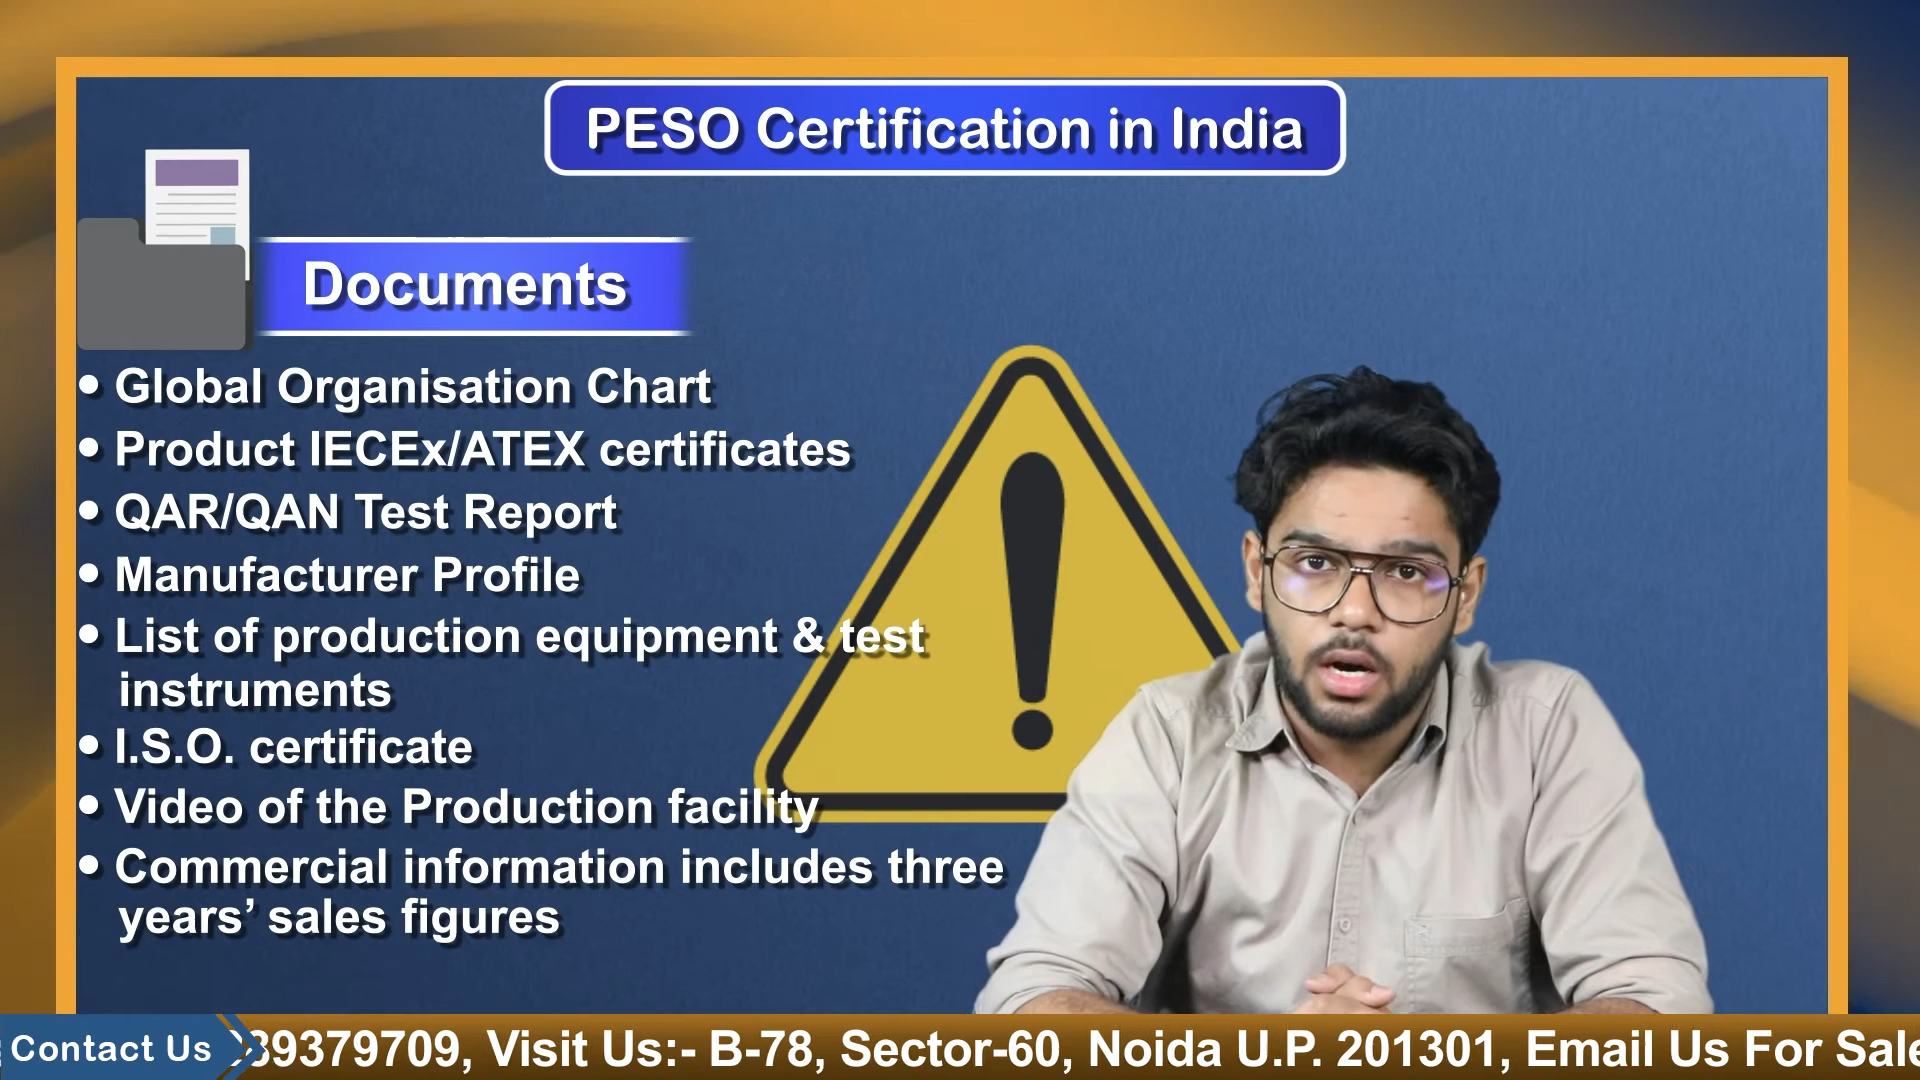 PESO Certification in India
Documents
• Global Organisation Chart
• Product IECEx/ATEX certificates
• QAR/QAN Test Report
• Manufacturer Profile
• List of production equipment & test
instruments
• I.S.O. certificate
• Video of the Production facility
• Commercial information includes three
years’ sales figures
Contact Us
39379709, Visit Us:- B-78, Sector-60, Noida U.P. 201301, Email Us For Sale